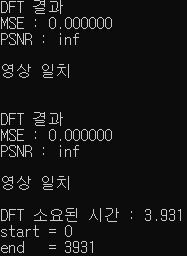 DFT 결과
MSE : 0.000000
PSNR : inf
영상 일치
DFT 결과
MSE : 0.000000
PSNR : inf
영상 일치
DFT 소요된 시간 : 3.931
start = 0
end   = 3931